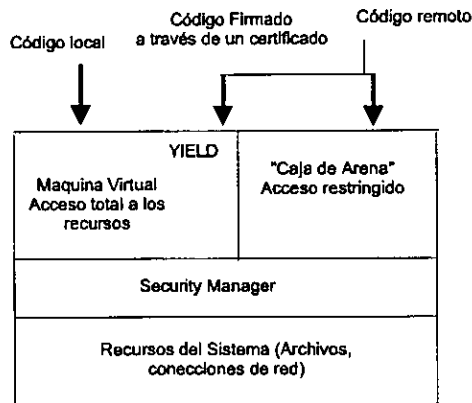 Código local
Código Firmado
a través de un certificado
Código remoto
YIELD
Maquina Virtual
Acceso total a los
recursos
"Caja de Arena"
Acceso restringido
Security Manager
Recursos del Sistema (Archivos,
conecciones de red)